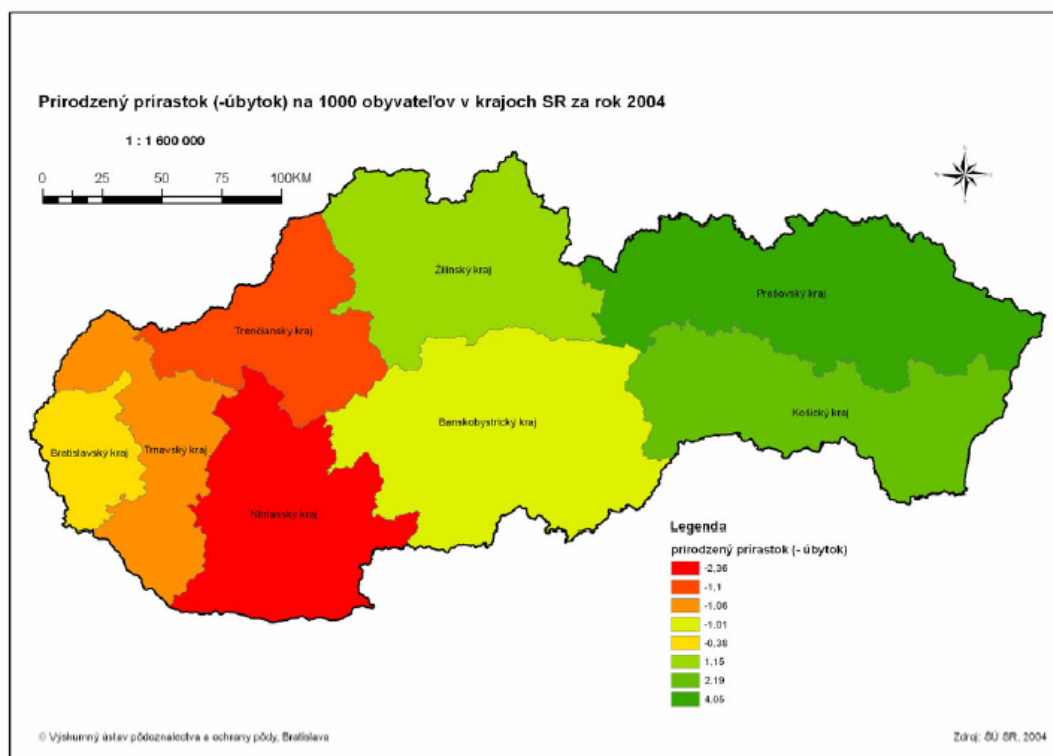 Prirodzený prírastok (-úbytok) na 1000 obyvateľov v krajoch SR za rok 2004
1 : 1 600 000
0 25 50 75 100KM
Žilinský kraj
Prešovský kraj
Trenčiansky kraj
Košický kraj
Banskobystrický kraj
Bratislavský kraj
Trnavský kraj
Nitriansky kraj
Legenda
prirodzený prírastok (- úbytok)
-2,36
-1,1
-1,06
-1,01
-0,38
1,15
2,19
4,05
© Výskumný ústav pôdoznalectva a ochrany pôdy, Bratislava
Zdroj: ŠÚ SR, 2004